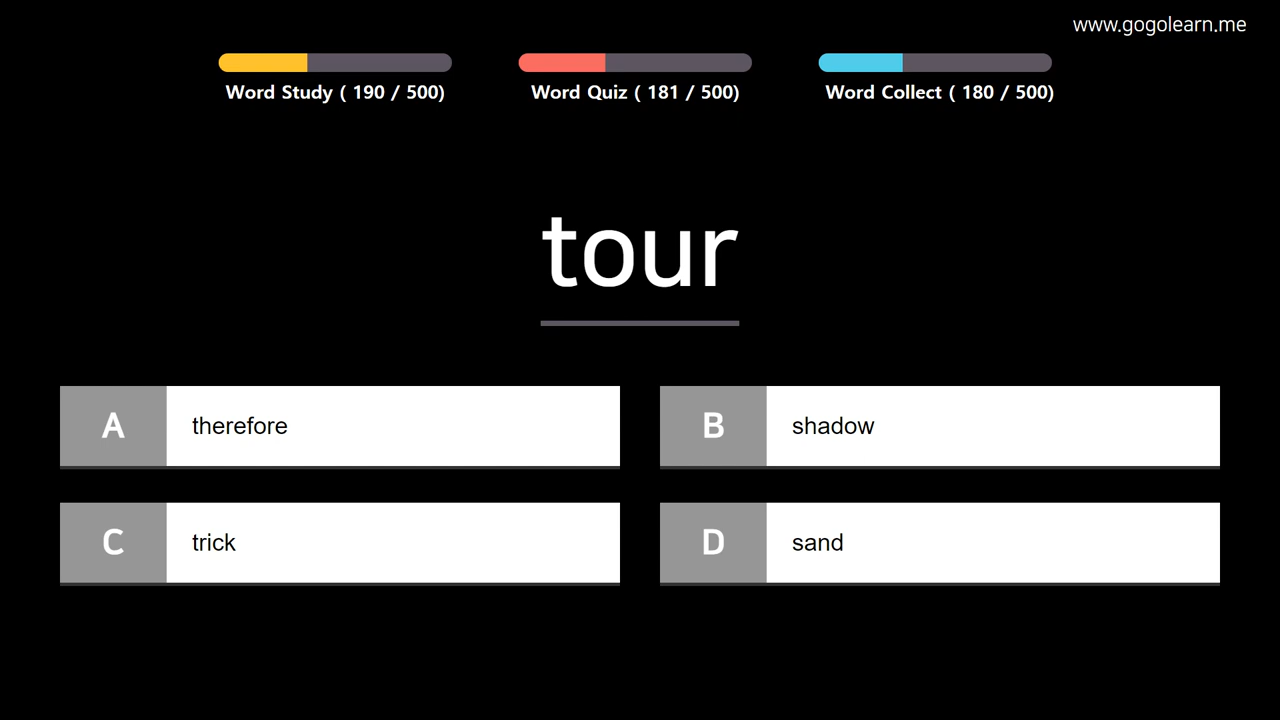 www.gogolearn.me
Word Study ( 190 / 500)
Word Quiz ( 181 / 500)
Word Collect ( 180 / 500)
tour
A therefore
B shadow
C trick
D sand